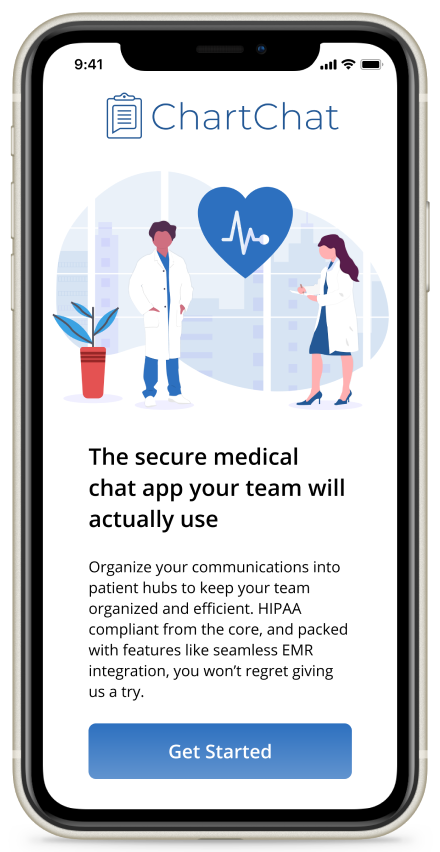 9:41
ChartChat
The secure medical
chat app your team will
actually use
Organize your communications into
patient hubs to keep your team
organized and efficient. HIPAA
compliant from the core, and packed
with features like seamless EMR
integration, you won’t regret giving
us a try.
Get Started